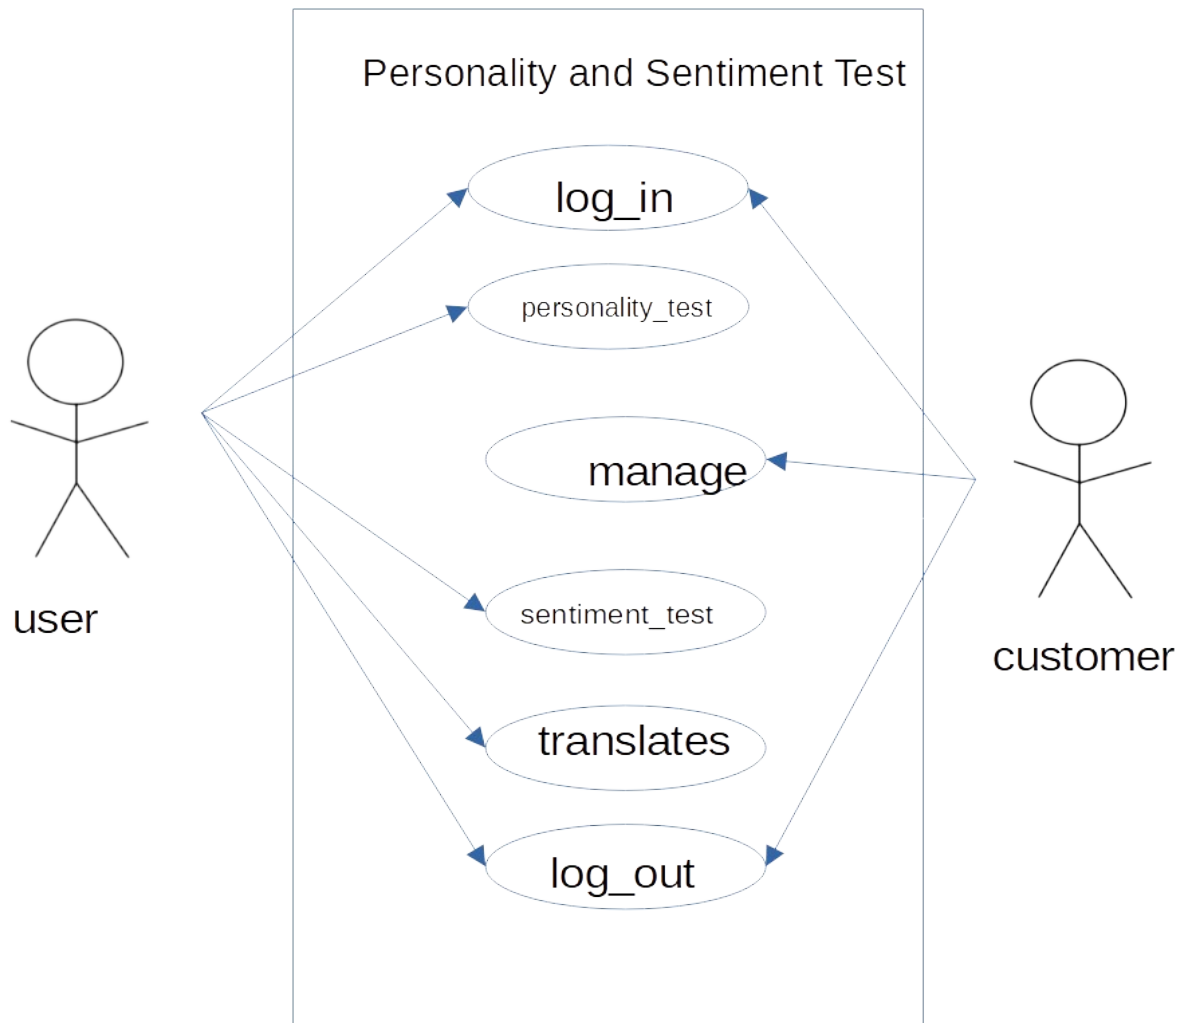 Personality and Sentiment Test
log_in
personality_test
manage
sentiment_test
user
customer
translates
log_out